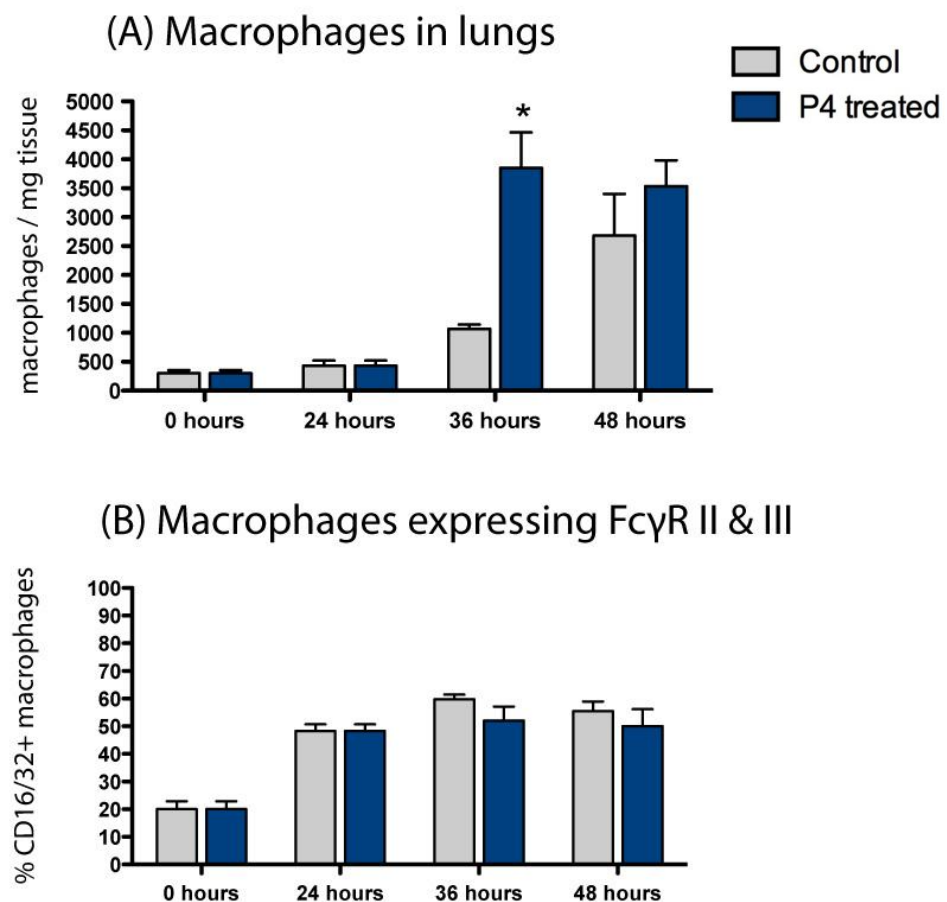 (A) Macrophages in lungs
Control
P4 treated
macrophages / mg tissue
5000
4500
4000
3500
3000
2500
2000
1500
1000
500
0
*
0 hours
24 hours
36 hours
48 hours
(B) Macrophages expressing FcγR II & III
% CD16/32+ macrophages
100
90
80
70
60
50
40
30
20
10
0
0 hours
24 hours
36 hours
48 hours